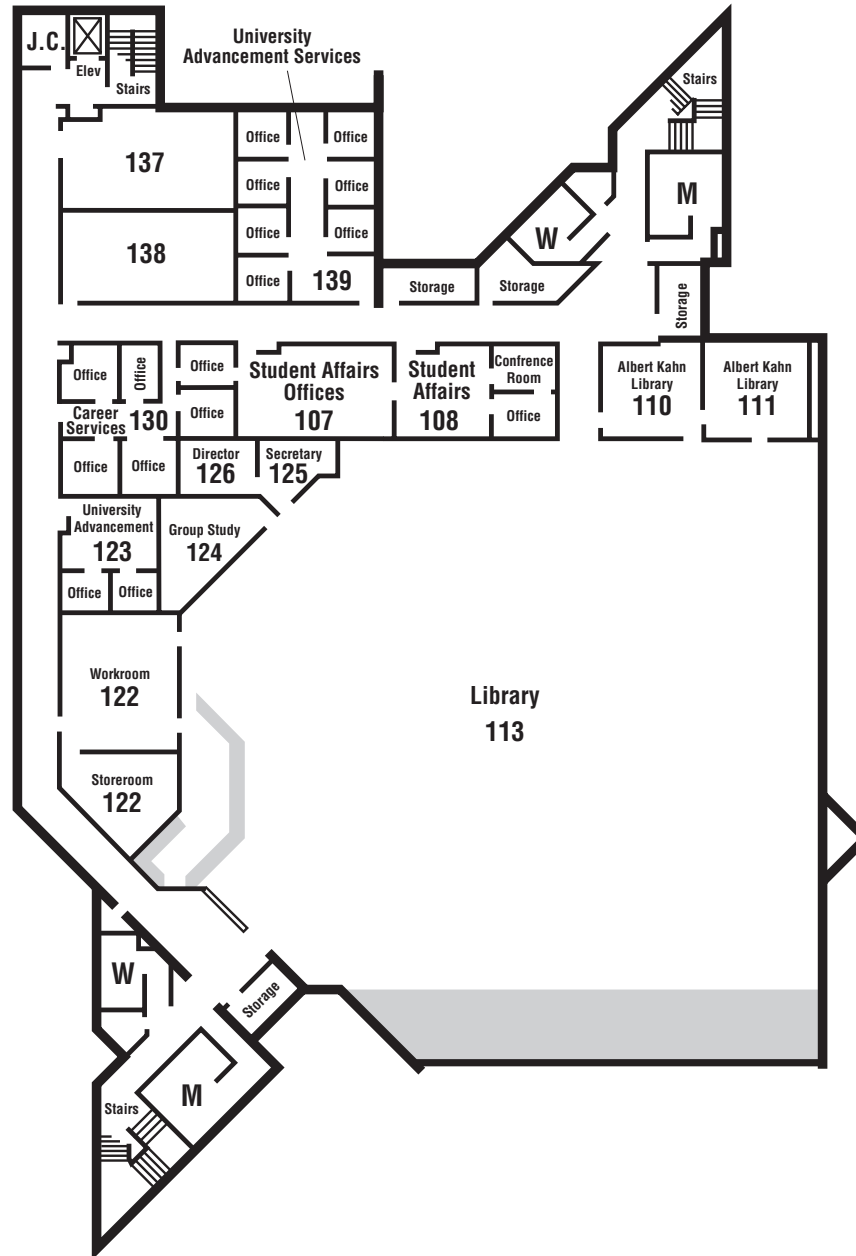 J.C.
Elev
Stairs
University
Advancement Services
Stairs
137
Office
Office
Office
Office
M
W
138
Office
Office
Office
139
Storage
Storage
Storage
Office
Office
Office
Student Affairs
Offices
107
Student
Affairs
108
Confrence
Room
Office
Albert Kahn
Library
110
Albert Kahn
Library
111
Office
Career
Services
130
Office
Office
Director
126
Secretary
125
University
Advancement
123
Group Study
124
Office
Office
Workroom
122
Library
113
Storeroom
122
W
Storage
M
Stairs